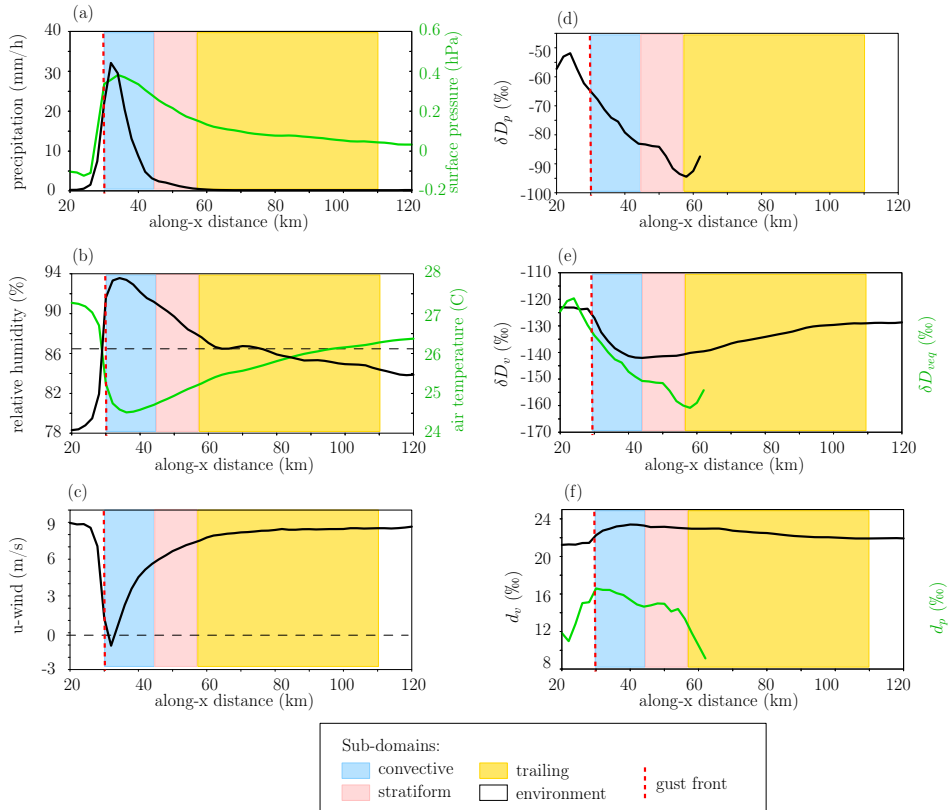 (a)
precipitation (mm/h)
40
30
20
10
0
0.6
0.4
0.2
0
-0.2
surface pressure (hPa)
20 40 60 80 100 120
along-x distance (km)
(d)
δD_p (‰)
-50
-60
-70
-80
-90
-100
20 40 60 80 100 120
along-x distance (km)
(b)
relative humidity (%)
94
90
86
82
78
28
27
26
25
24
air temperature (C)
20 40 60 80 100 120
along-x distance (km)
(e)
δD_v (‰)
-110
-120
-130
-140
-150
-160
-170
δD_veq (‰)
20 40 60 80 100 120
along-x distance (km)
(c)
u-wind (m/s)
9
6
3
0
-3
20 40 60 80 100 120
along-x distance (km)
(f)
d_v (‰)
24
20
16
12
8
d_p (‰)
20 40 60 80 100 120
along-x distance (km)
Sub-domains:
convective
trailing
gust front
stratiform
environment